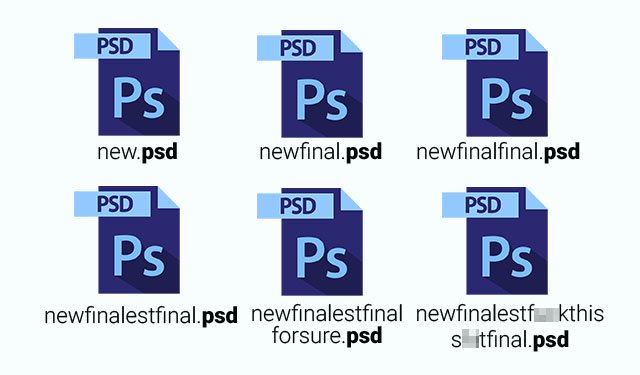 PSD PSD PSD
Ps Ps Ps
new.psd newfinal.psd newfinalfinal.psd
PSD PSD PSD
Ps Ps Ps
newfinalestfinal.psd newfinalestfinal
forsure.psd